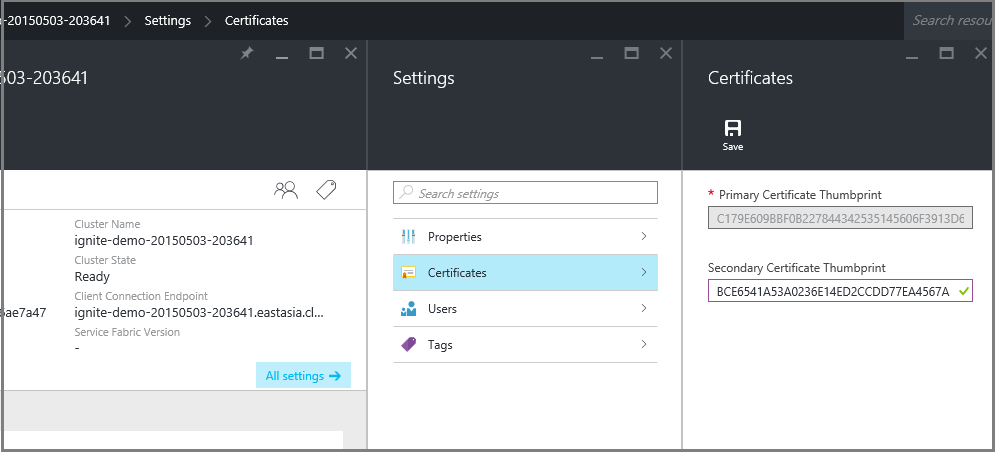 o-20150503-203641 > Settings > Certificates
Search resou
503-203641
Cluster Name
ignite-demo-20150503-203641
Cluster State
Ready
Client Connection Endpoint
6ae7a47
ignite-demo-20150503-203641.eastasia.cl...
Service Fabric Version
-
All settings →
Settings
Search settings
Properties
Certificates
Users
Tags
Certificates
Save
* Primary Certificate Thumbprint
C179E609BBF0B227844342535145606F3913D6
Secondary Certificate Thumbprint
BCE6541A53A0236E14ED2CCDD77EA4567A